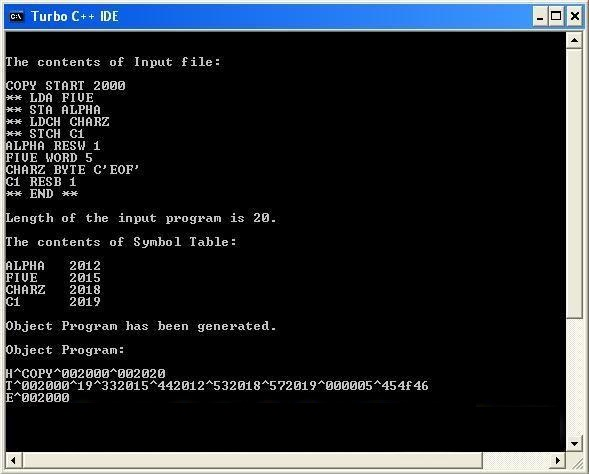 Turbo C++ IDE
The contents of Input file:
COPY START 2000
** LDA FIVE
** STA ALPHA
** LDCH CHARZ
** STCH C1
ALPHA RESW 1
FIVE WORD 5
CHARZ BYTE C'EOF'
C1 RESB 1
** END **
Length of the input program is 20.
The contents of Symbol Table:
ALPHA 2012
FIVE 2015
CHARZ 2018
C1 2019
Object Program has been generated.
Object Program:
H^COPY^002000^002020
T^002000^19^332015^442012^532018^572019^000005^454f46
E^002000